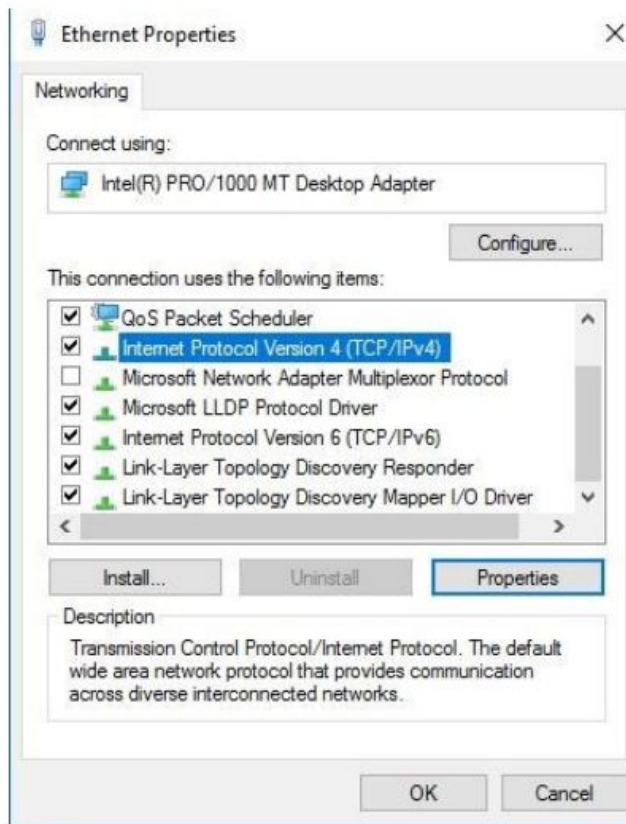 Ethernet Properties
Networking
Connect using:
Intel(R) PRO/1000 MT Desktop Adapter
Configure...
This connection uses the following items:
QoS Packet Scheduler
Internet Protocol Version 4 (TCP/IPv4)
Microsoft Network Adapter Multiplexor Protocol
Microsoft LLDP Protocol Driver
Internet Protocol Version 6 (TCP/IPv6)
Link-Layer Topology Discovery Responder
Link-Layer Topology Discovery Mapper I/O Driver
Install...
Uninstall
Properties
Description
Transmission Control Protocol/Internet Protocol. The default
wide area network protocol that provides communication
across diverse interconnected networks.
OK
Cancel